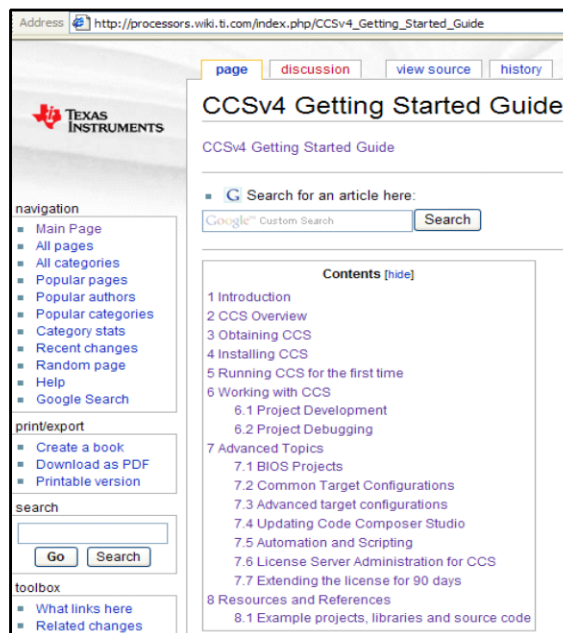 Address http://processors.wiki.ti.com/index.php/CCSv4_Getting_Started_Guide
page discussion view source history
TEXAS
INSTRUMENTS
CCSv4 Getting Started Guide
CCSv4 Getting Started Guide
G Search for an article here:
Google™ Custom Search Search
navigation
Main Page
All pages
All categories
Popular pages
Popular authors
Popular categories
Category stats
Recent changes
Random page
Help
Google Search
print/export
Create a book
Download as PDF
Printable version
search
Go Search
toolbox
What links here
Related changes
Contents [hide]
1 Introduction
2 CCS Overview
3 Obtaining CCS
4 Installing CCS
5 Running CCS for the first time
6 Working with CCS
6.1 Project Development
6.2 Project Debugging
7 Advanced Topics
7.1 BIOS Projects
7.2 Common Target Configurations
7.3 Advanced target configurations
7.4 Updating Code Composer Studio
7.5 Automation and Scripting
7.6 License Server Administration for CCS
7.7 Extending the license for 90 days
8 Resources and References
8.1 Example projects, libraries and source code